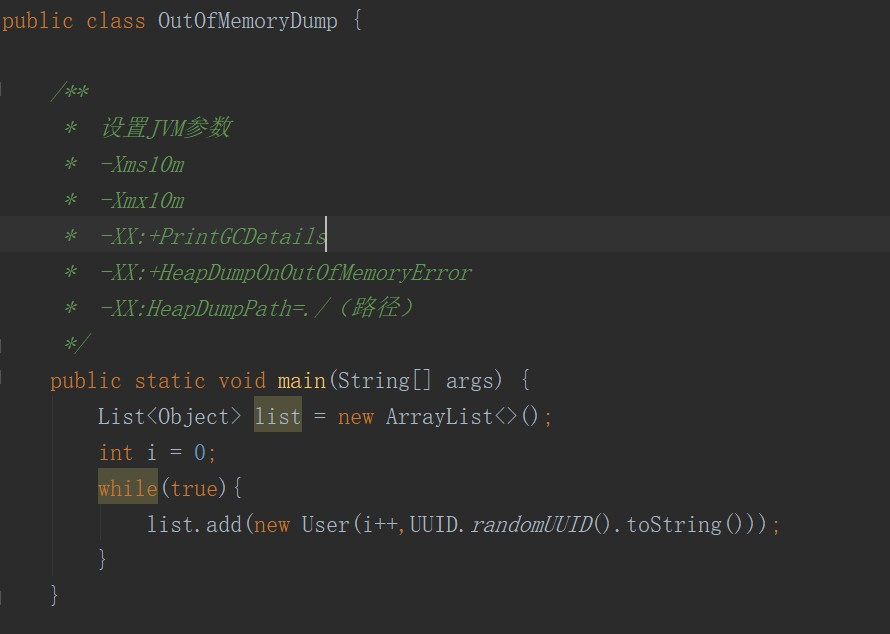 public class OutOfMemoryDump {
/**
* 设置JVM参数
* -Xms10m
* -Xmx10m
* -XX:+PrintGCDetails
* -XX:+HeapDumpOnOutOfMemoryError
* -XX:HeapDumpPath=./（路径）
*/
public static void main(String[] args) {
List<Object> list = new ArrayList<>();
int i = 0;
while(true){
list.add(new User(i++,UUID.randomUUID().toString()));
}
}